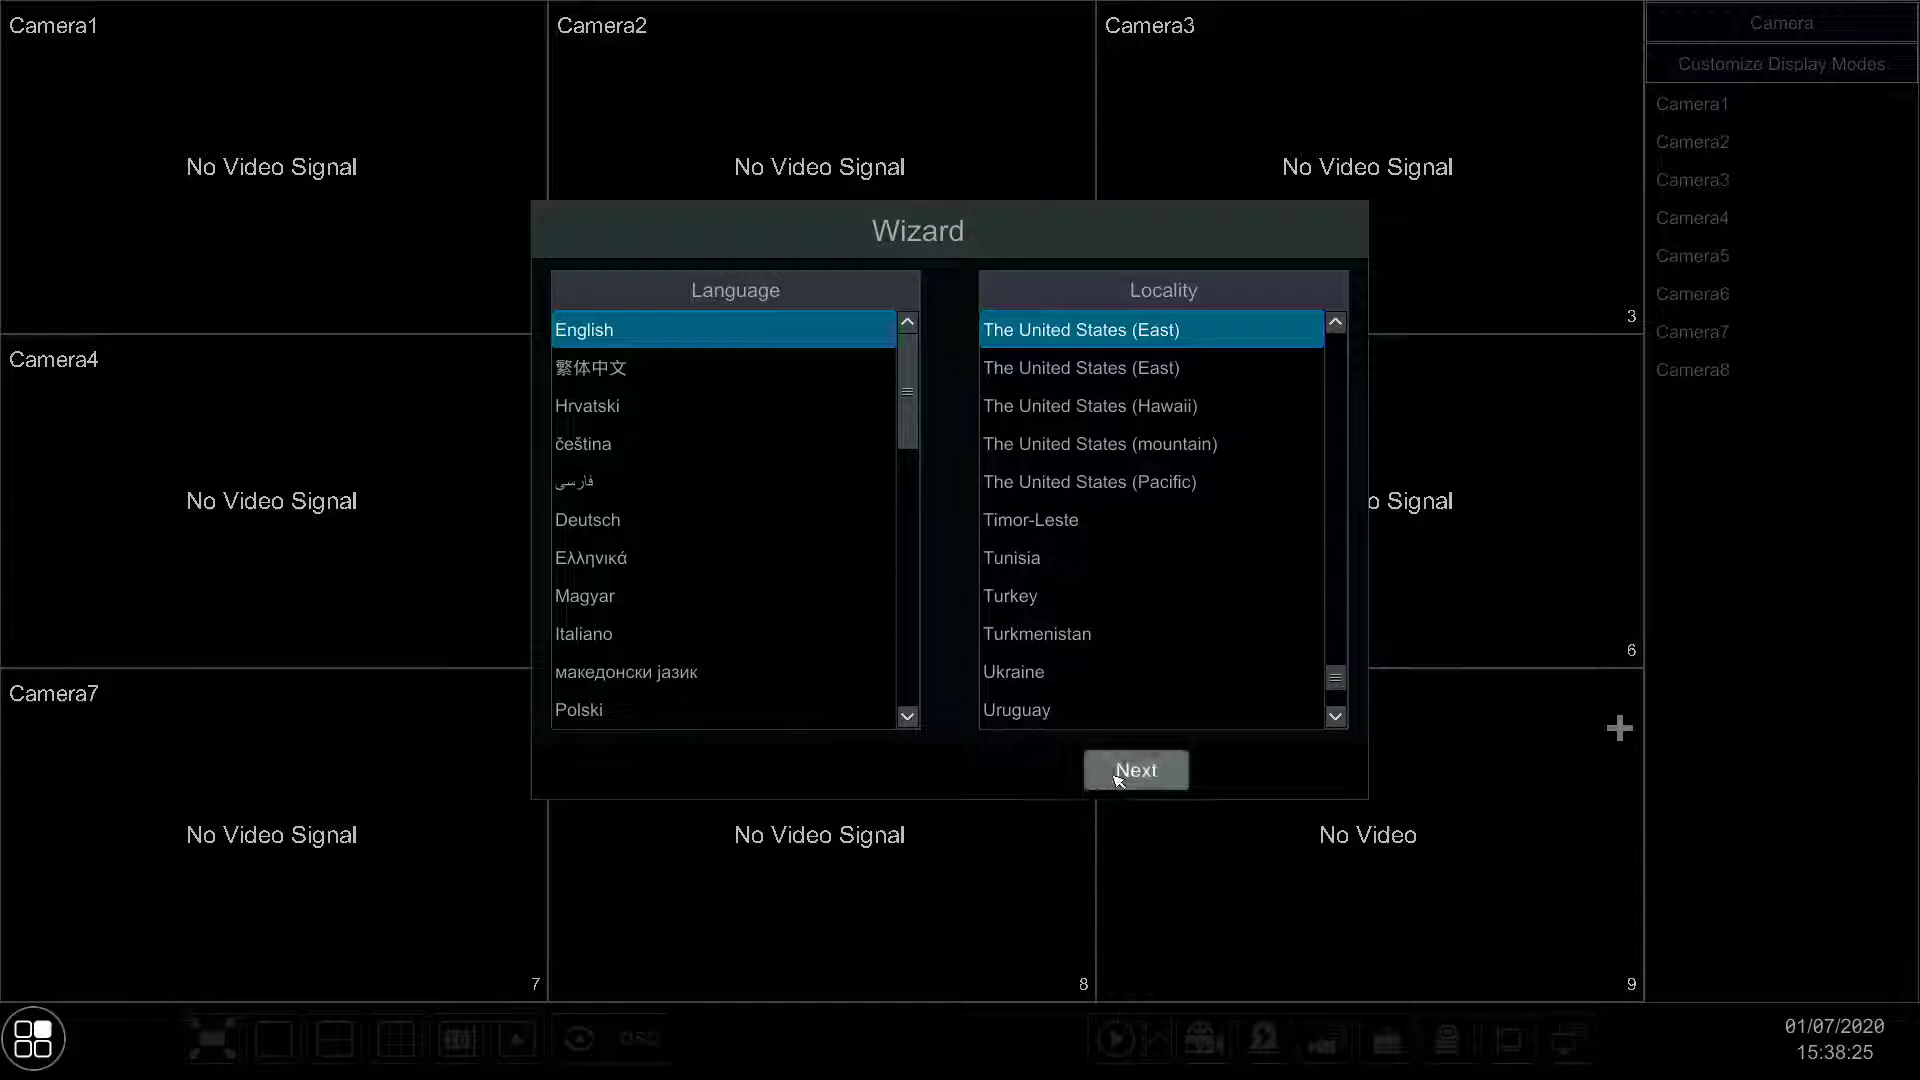 Camera1
Camera2
Camera3
Camera
Customize Display Modes
Camera1
Camera2
Camera3
Camera4
Camera5
Camera6
Camera7
Camera8
No Video Signal
No Video Signal
No Video Signal
3
Wizard
Language
English
繁体中文
Hrvatski
čeština
فارسی
Deutsch
Ελληνικά
Magyar
Italiano
македонски јазик
Polski
Locality
The United States (East)
The United States (East)
The United States (Hawaii)
The United States (mountain)
The United States (Pacific)
Timor-Leste
Tunisia
Turkey
Turkmenistan
Ukraine
Uruguay
Next
Camera4
No Video Signal
o Signal
6
Camera7
No Video Signal
No Video Signal
No Video
7
8
9
01/07/2020
15:38:25